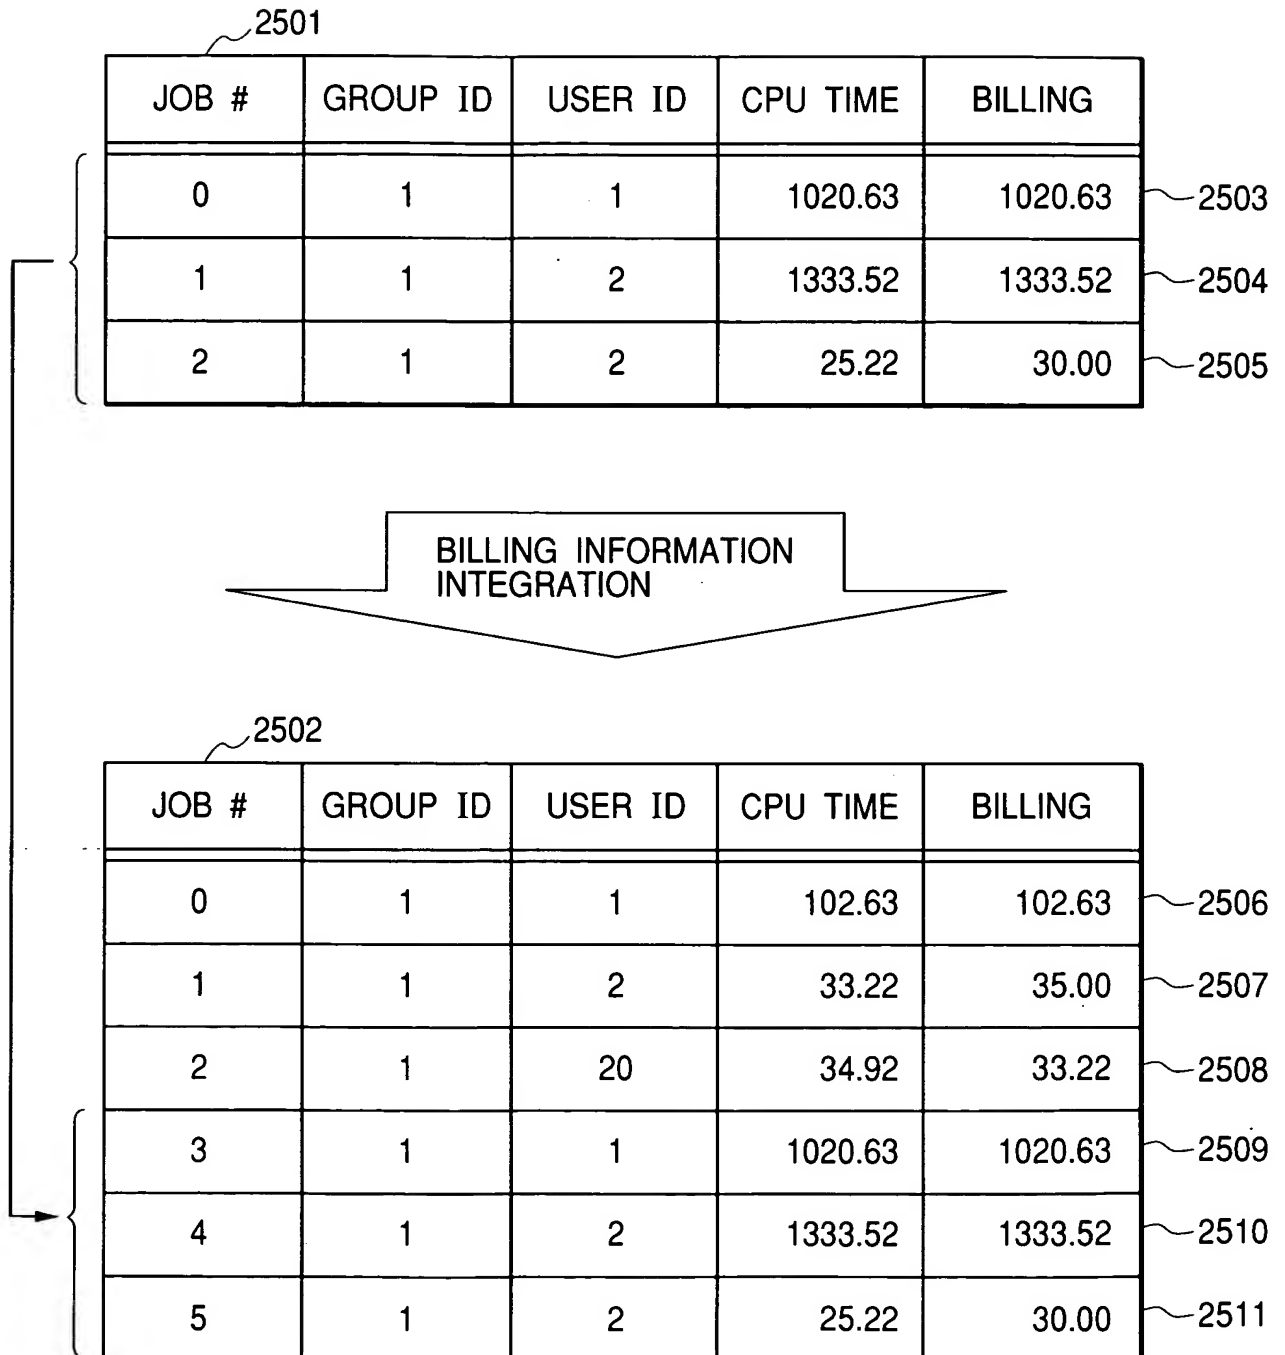 2501
JOB # GROUP ID USER ID CPU TIME BILLING
0 1 1 1020.63 1020.63 2503
1 1 2 1333.52 1333.52 2504
2 1 2 25.22 30.00 2505
BILLING INFORMATION
INTEGRATION
2502
JOB # GROUP ID USER ID CPU TIME BILLING
0 1 1 102.63 102.63 2506
1 1 2 33.22 35.00 2507
2 1 20 34.92 33.22 2508
3 1 1 1020.63 1020.63 2509
4 1 2 1333.52 1333.52 2510
5 1 2 25.22 30.00 2511